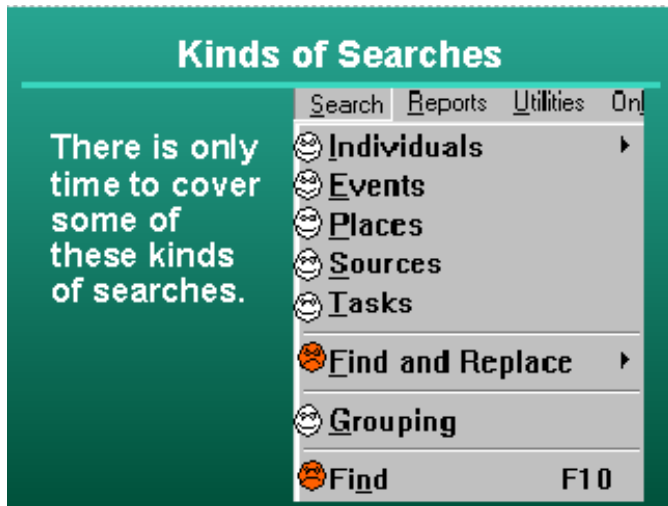 Kinds of Searches
Search Reports Utilities Onl
There is only
time to cover
some of
these kinds
of searches.
Individuals
Events
Places
Sources
Tasks
Find and Replace
Grouping
Find F10